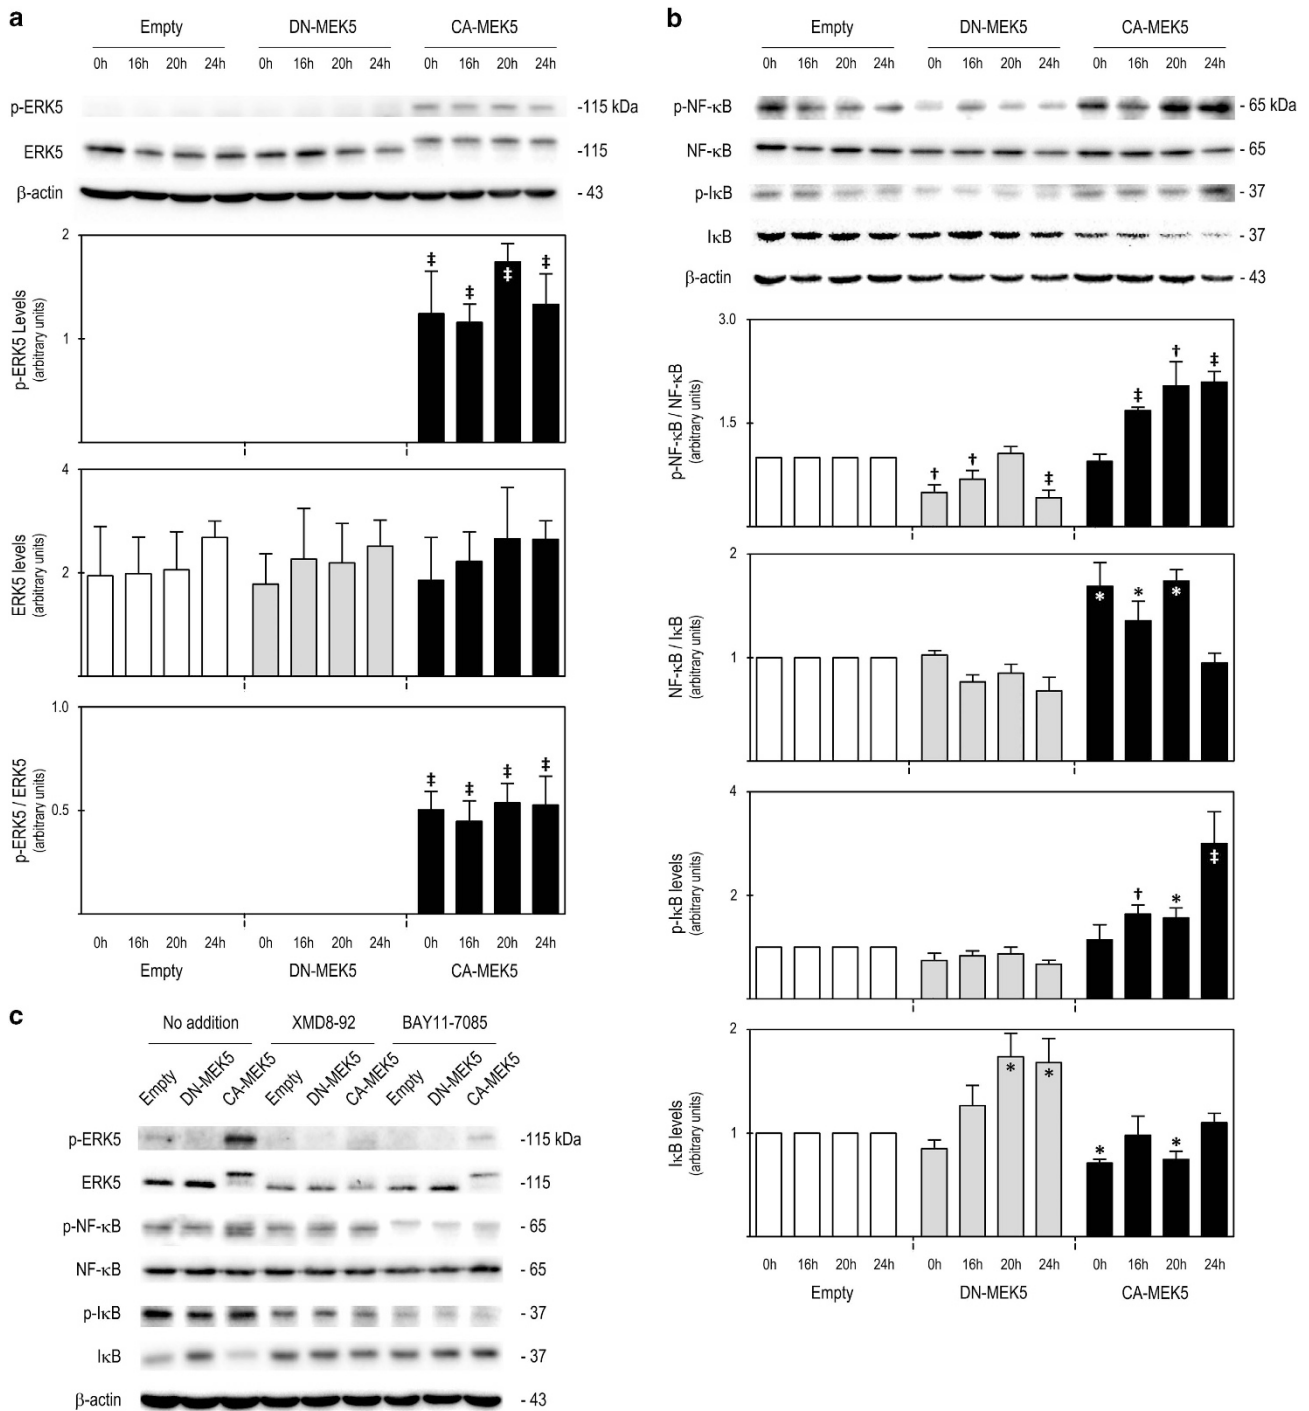 a
Empty DN-MEK5 CA-MEK5
0h 16h 20h 24h 0h 16h 20h 24h 0h 16h 20h 24h
p-ERK5 -115 kDa
ERK5 -115
β-actin - 43
p-ERK5 Levels
(arbitrary units)
2
1
‡ ‡ ‡ ‡
ERK5 levels
(arbitrary units)
4
2
p-ERK5 / ERK5
(arbitrary units)
1.0
0.5
‡ ‡ ‡ ‡
0h 16h 20h 24h 0h 16h 20h 24h 0h 16h 20h 24h
Empty DN-MEK5 CA-MEK5
b
Empty DN-MEK5 CA-MEK5
0h 16h 20h 24h 0h 16h 20h 24h 0h 16h 20h 24h
p-NF-κB - 65 kDa
NF-κB - 65
p-IκB - 37
IκB - 37
β-actin - 43
p-NF-κB / NF-κB
(arbitrary units)
3.0
1.5
† † ‡ ‡ † ‡
NF-κB / IκB
(arbitrary units)
2
1
* * *
p-IκB levels
(arbitrary units)
4
2
† * ‡
IκB levels
(arbitrary units)
2
1
* * * *
0h 16h 20h 24h 0h 16h 20h 24h 0h 16h 20h 24h
Empty DN-MEK5 CA-MEK5
c
No addition XMD8-92 BAY11-7085
Empty DN-MEK5 CA-MEK5 Empty DN-MEK5 CA-MEK5 Empty DN-MEK5 CA-MEK5
p-ERK5 -115 kDa
ERK5 -115
p-NF-κB - 65
NF-κB - 65
p-IκB - 37
IκB - 37
β-actin - 43